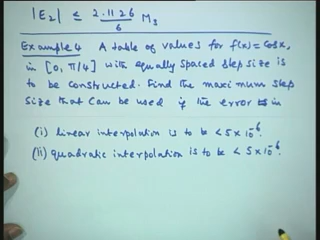 |E₂| ≤ 2.1126/6 M₃
Example 4 A table of values for f(x) = cos x,
in [0, π/4] with equally spaced step size is
to be constructed. Find the maximum step
size that can be used if the error is in
(i) linear interpolation is to be < 5×10⁻⁶.
(ii) quadratic interpolation is to be < 5×10⁻⁶.